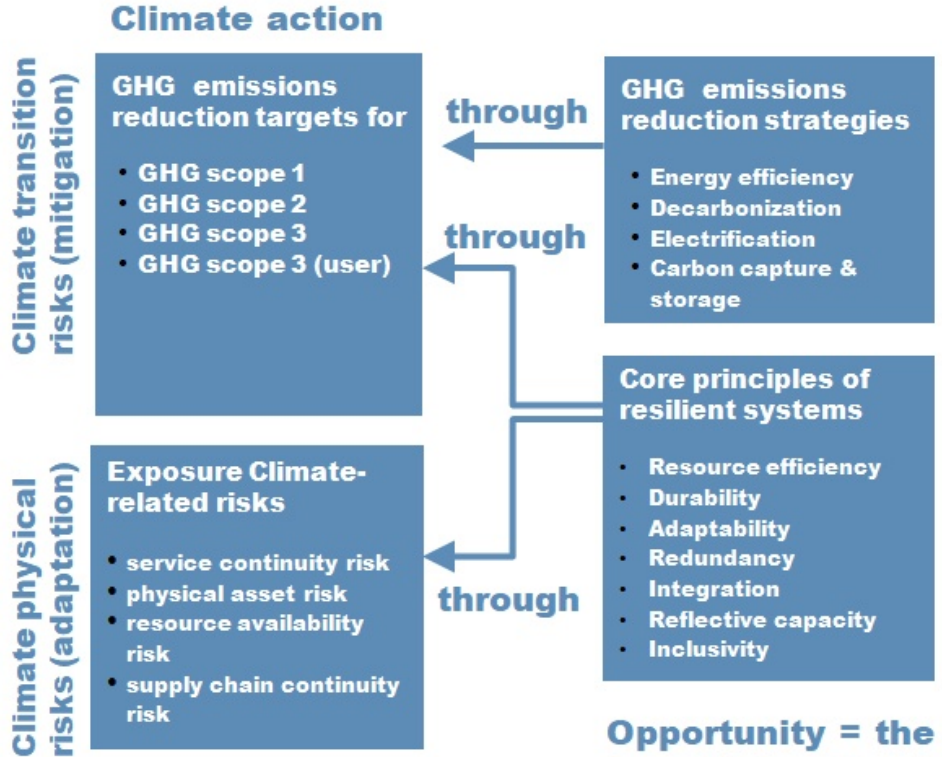 Climate action
Climate transition
risks (mitigation)
GHG emissions
reduction targets for
• GHG scope 1
• GHG scope 2
• GHG scope 3
• GHG scope 3 (user)
through
through
GHG emissions
reduction strategies
• Energy efficiency
• Decarbonization
• Electrification
• Carbon capture &
storage
Climate physical
risks (adaptation)
Exposure Climate-
related risks
• service continuity risk
• physical asset risk
• resource availability
risk
• supply chain continuity
risk
through
Core principles of
resilient systems
• Resource efficiency
• Durability
• Adaptability
• Redundancy
• Integration
• Reflective capacity
• Inclusivity
Opportunity = the